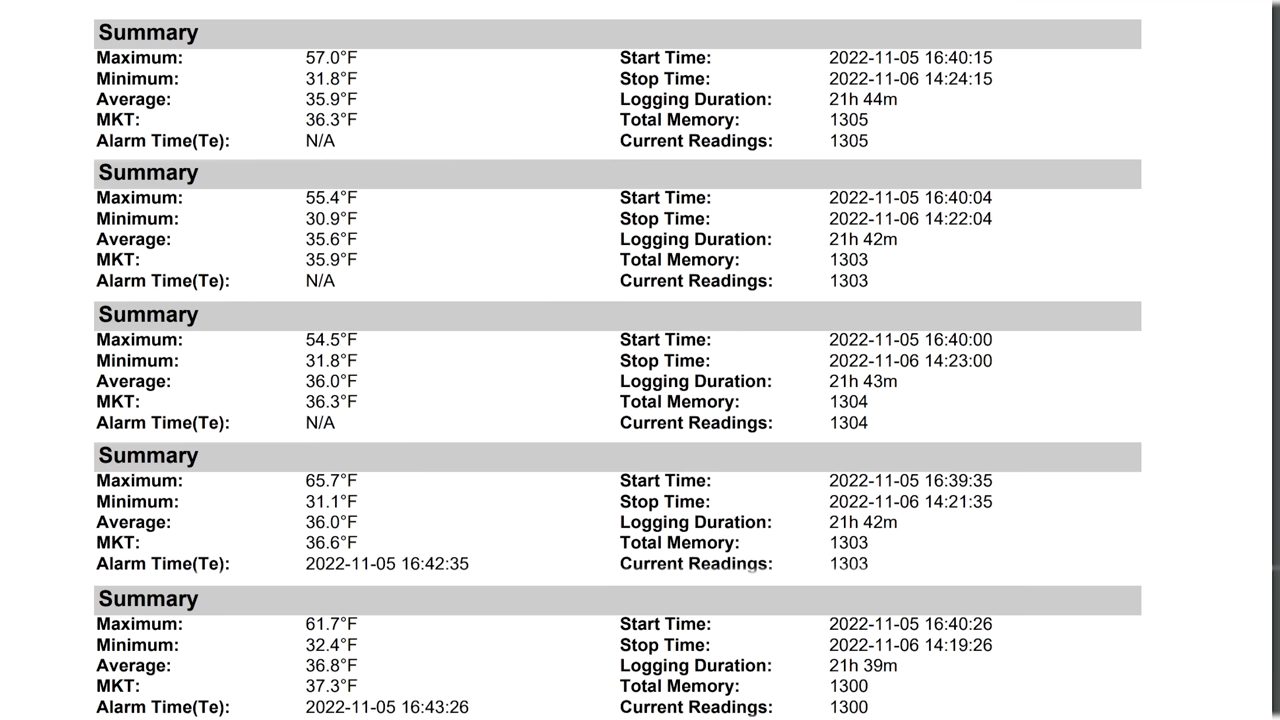 Summary
Maximum: 57.0°F Start Time: 2022-11-05 16:40:15
Minimum: 31.8°F Stop Time: 2022-11-06 14:24:15
Average: 35.9°F Logging Duration: 21h 44m
MKT: 36.3°F Total Memory: 1305
Alarm Time(Te): N/A Current Readings: 1305
Summary
Maximum: 55.4°F Start Time: 2022-11-05 16:40:04
Minimum: 30.9°F Stop Time: 2022-11-06 14:22:04
Average: 35.6°F Logging Duration: 21h 42m
MKT: 35.9°F Total Memory: 1303
Alarm Time(Te): N/A Current Readings: 1303
Summary
Maximum: 54.5°F Start Time: 2022-11-05 16:40:00
Minimum: 31.8°F Stop Time: 2022-11-06 14:23:00
Average: 36.0°F Logging Duration: 21h 43m
MKT: 36.3°F Total Memory: 1304
Alarm Time(Te): N/A Current Readings: 1304
Summary
Maximum: 65.7°F Start Time: 2022-11-05 16:39:35
Minimum: 31.1°F Stop Time: 2022-11-06 14:21:35
Average: 36.0°F Logging Duration: 21h 42m
MKT: 36.6°F Total Memory: 1303
Alarm Time(Te): 2022-11-05 16:42:35 Current Readings: 1303
Summary
Maximum: 61.7°F Start Time: 2022-11-05 16:40:26
Minimum: 32.4°F Stop Time: 2022-11-06 14:19:26
Average: 36.8°F Logging Duration: 21h 39m
MKT: 37.3°F Total Memory: 1300
Alarm Time(Te): 2022-11-05 16:43:26 Current Readings: 1300